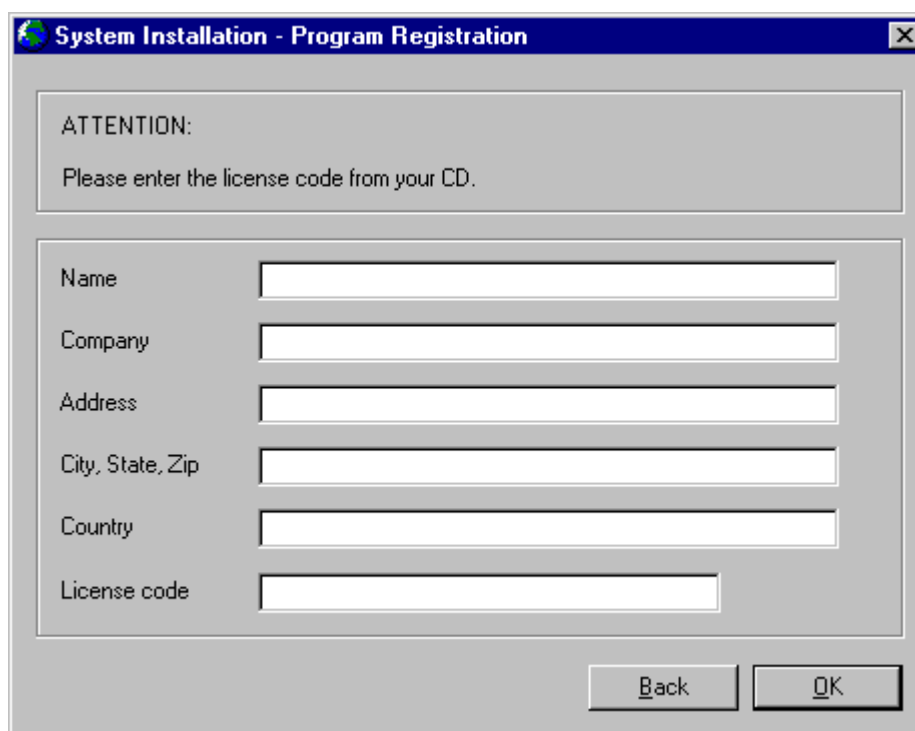 System Installation - Program Registration
ATTENTION:
Please enter the license code from your CD.
Name
Company
Address
City, State, Zip
Country
License code
Back
OK